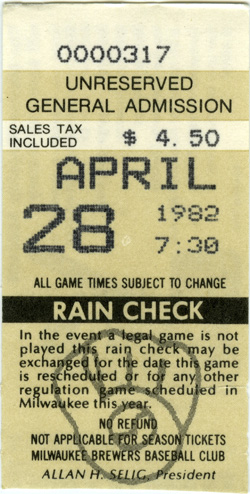 0000317
UNRESERVED
GENERAL ADMISSION
SALES TAX
INCLUDED $ 4.50
APRIL
28 1982
7:30
ALL GAME TIMES SUBJECT TO CHANGE
RAIN CHECK
In the event a legal game is not
played this rain check may be
exchanged for the date this game
is rescheduled or for any other
regulation game scheduled in
Milwaukee this year.
NO REFUND
NOT APPLICABLE FOR SEASON TICKETS
MILWAUKEE BREWERS BASEBALL CLUB
ALLAN H. SELIG, President